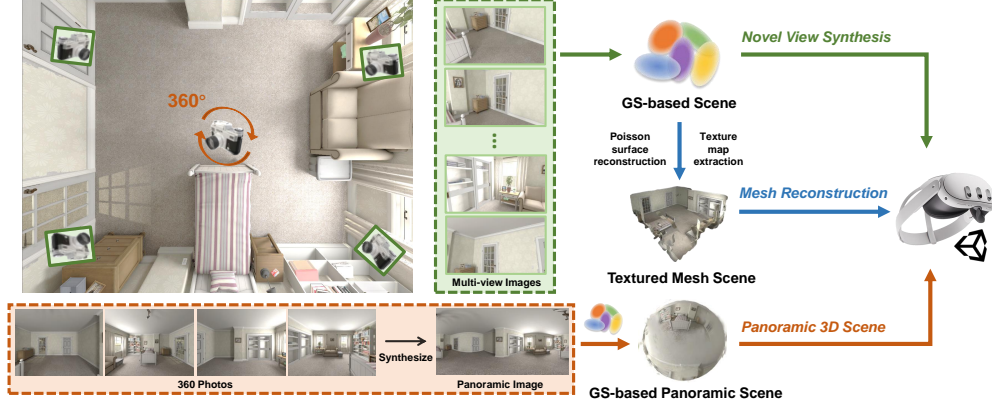 360°
Novel View Synthesis
GS-based Scene
Poisson
surface
reconstruction
Texture
map
extraction
Mesh Reconstruction
Textured Mesh Scene
Multi-view Images
Synthesize
360 Photos
Panoramic Image
Panoramic 3D Scene
GS-based Panoramic Scene